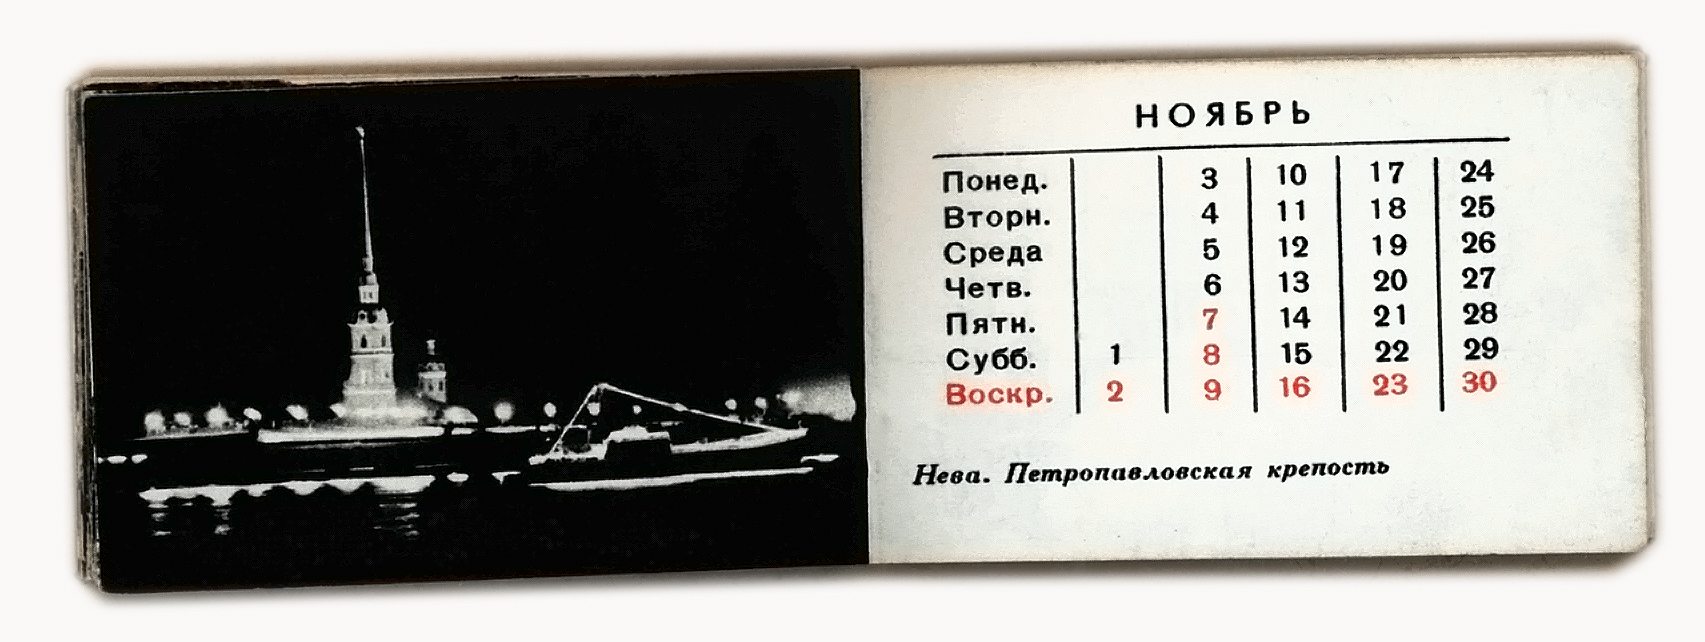 НОЯБРЬ
Понед. 3 10 17 24
Вторн. 4 11 18 25
Среда 5 12 19 26
Четв. 6 13 20 27
Пятн. 7 14 21 28
Субб. 1 8 15 22 29
Воскр. 2 9 16 23 30
Нева. Петропавловская крепость